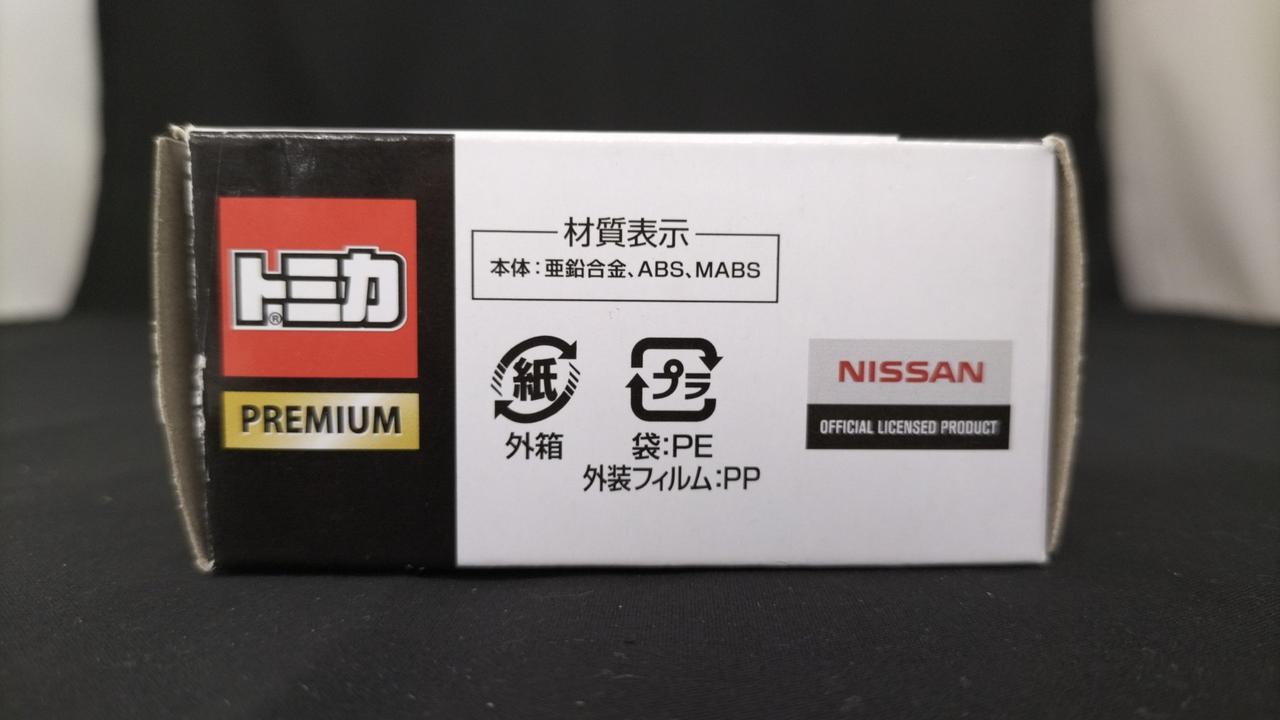 トミカ®
PREMIUM
材質表示
本体:亜鉛合金、ABS、MABS
紙
外箱
プラ
袋:PE
外装フィルム:PP
NISSAN
OFFICIAL LICENSED PRODUCT